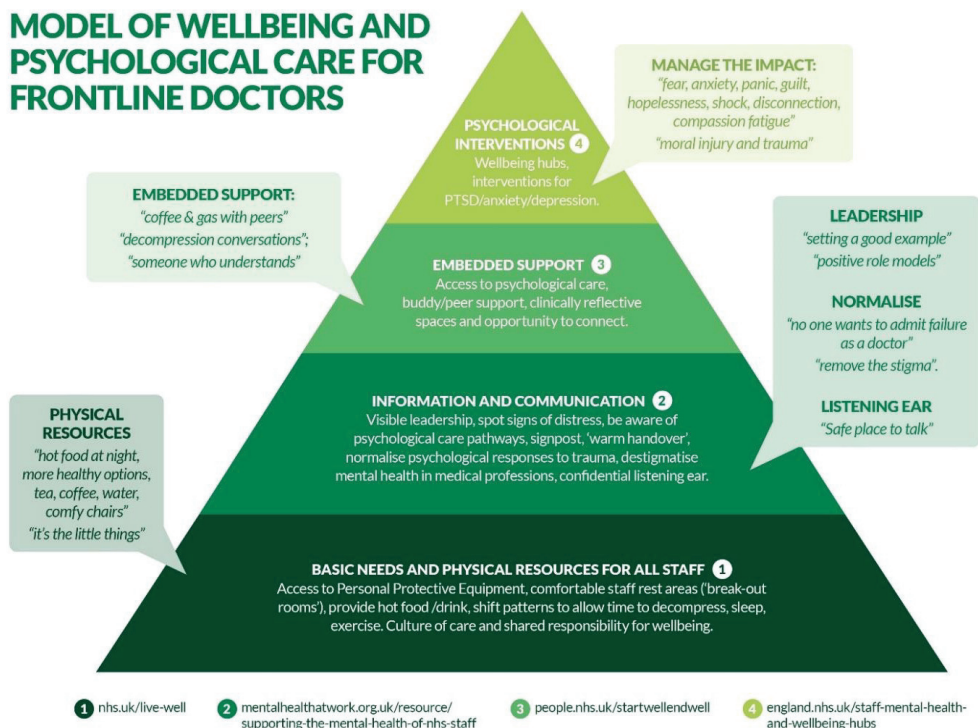 MODEL OF WELLBEING AND
PSYCHOLOGICAL CARE FOR
FRONTLINE DOCTORS
MANAGE THE IMPACT:
“fear, anxiety, panic, guilt,
hopelessness, shock, disconnection,
compassion fatigue”
“moral injury and trauma”
PSYCHOLOGICAL
INTERVENTIONS 4
Wellbeing hubs,
interventions for
PTSD/anxiety/depression.
EMBEDDED SUPPORT:
“coffee & gas with peers”
“decompression conversations”;
“someone who understands”
EMBEDDED SUPPORT 3
Access to psychological care,
buddy/peer support, clinically reflective
spaces and opportunity to connect.
LEADERSHIP
“setting a good example”
“positive role models”
NORMALISE
“no one wants to admit failure
as a doctor”
“remove the stigma”.
LISTENING EAR
“Safe place to talk”
INFORMATION AND COMMUNICATION 2
Visible leadership, spot signs of distress, be aware of
psychological care pathways, signpost, ‘warm handover’,
normalise psychological responses to trauma, destigmatise
mental health in medical professions, confidential listening ear.
PHYSICAL
RESOURCES
“hot food at night,
more healthy options,
tea, coffee, water,
comfy chairs”
“it’s the little things”
BASIC NEEDS AND PHYSICAL RESOURCES FOR ALL STAFF 1
Access to Personal Protective Equipment, comfortable staff rest areas (‘break-out
rooms’), provide hot food /drink, shift patterns to allow time to decompress, sleep,
exercise. Culture of care and shared responsibility for wellbeing.
1 nhs.uk/live-well
2 mentalhealthatwork.org.uk/resource/
supporting-the-mental-health-of-nhs-staff
3 people.nhs.uk/startwellendwell
4 england.nhs.uk/staff-mental-health-
and-wellbeing-hubs